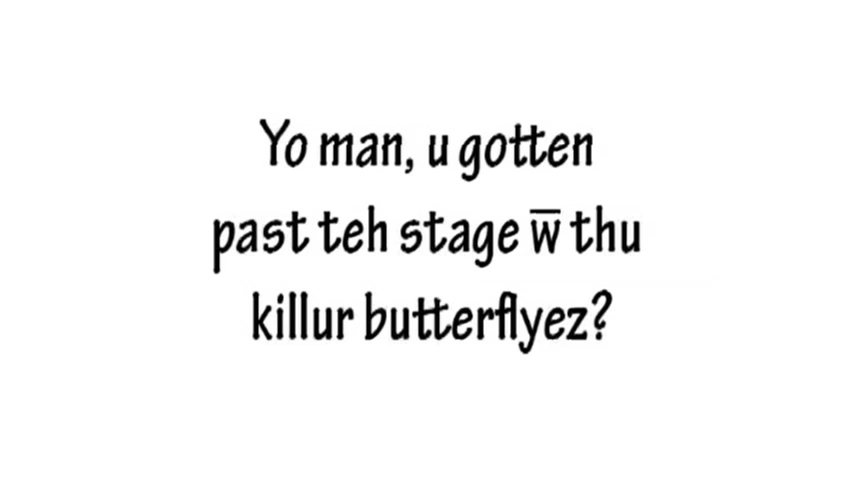 Yo man, u gotten
past teh stage w̅ thu
killur butterflyez?